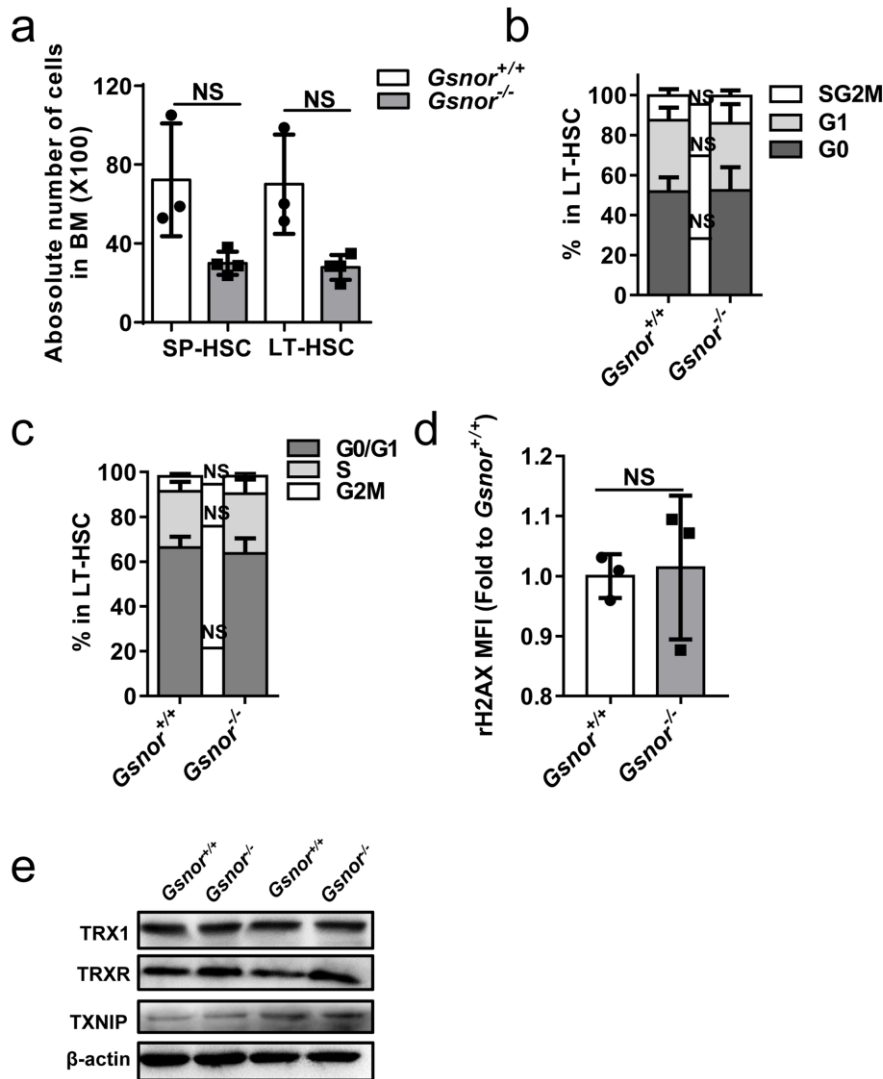 a
Abosolute number of cells
in BM (X100)
120
80
40
0
NS
NS
SP-HSC
LT-HSC
Gsnor+/+
Gsnor-/-
b
% in LT-HSC
100
80
60
40
20
0
NS
NS
NS
Gsnor+/+
Gsnor-/-
SG2M
G1
G0
c
% in LT-HSC
100
80
60
40
20
0
NS
NS
NS
Gsnor+/+
Gsnor-/-
G0/G1
S
G2M
d
rH2AX MFI (Fold to Gsnor+/+)
1.2
1.1
1.0
0.9
0.8
NS
Gsnor+/+
Gsnor-/-
e
Gsnor+/+
Gsnor/-
Gsnor+/+
Gsnor/-
TRX1
TRXR
TXNIP
β-actin